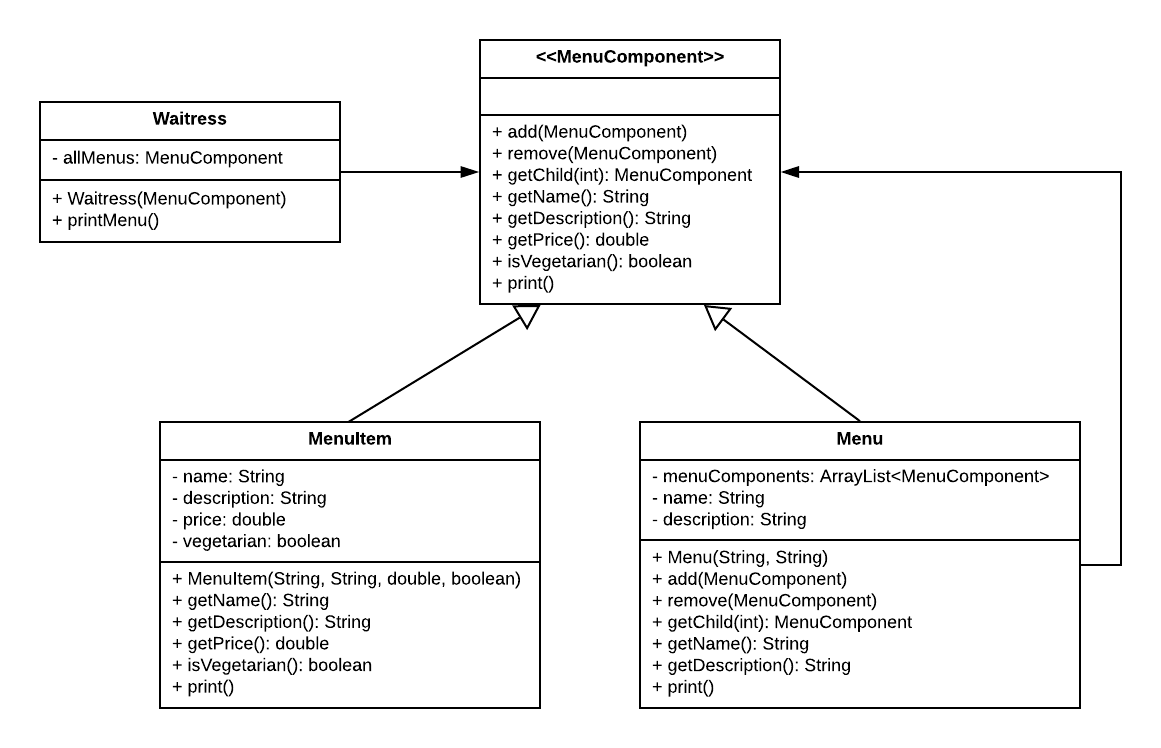 <<MenuComponent>>
+ add(MenuComponent)
+ remove(MenuComponent)
+ getChild(int): MenuComponent
+ getName(): String
+ getDescription(): String
+ getPrice(): double
+ isVegetarian(): boolean
+ print()
Waitress
- allMenus: MenuComponent
+ Waitress(MenuComponent)
+ printMenu()
MenuItem
- name: String
- description: String
- price: double
- vegetarian: boolean
+ MenuItem(String, String, double, boolean)
+ getName(): String
+ getDescription(): String
+ getPrice(): double
+ isVegetarian(): boolean
+ print()
Menu
- menuComponents: ArrayList<MenuComponent>
- name: String
- description: String
+ Menu(String, String)
+ add(MenuComponent)
+ remove(MenuComponent)
+ getChild(int): MenuComponent
+ getName(): String
+ getDescription(): String
+ print()